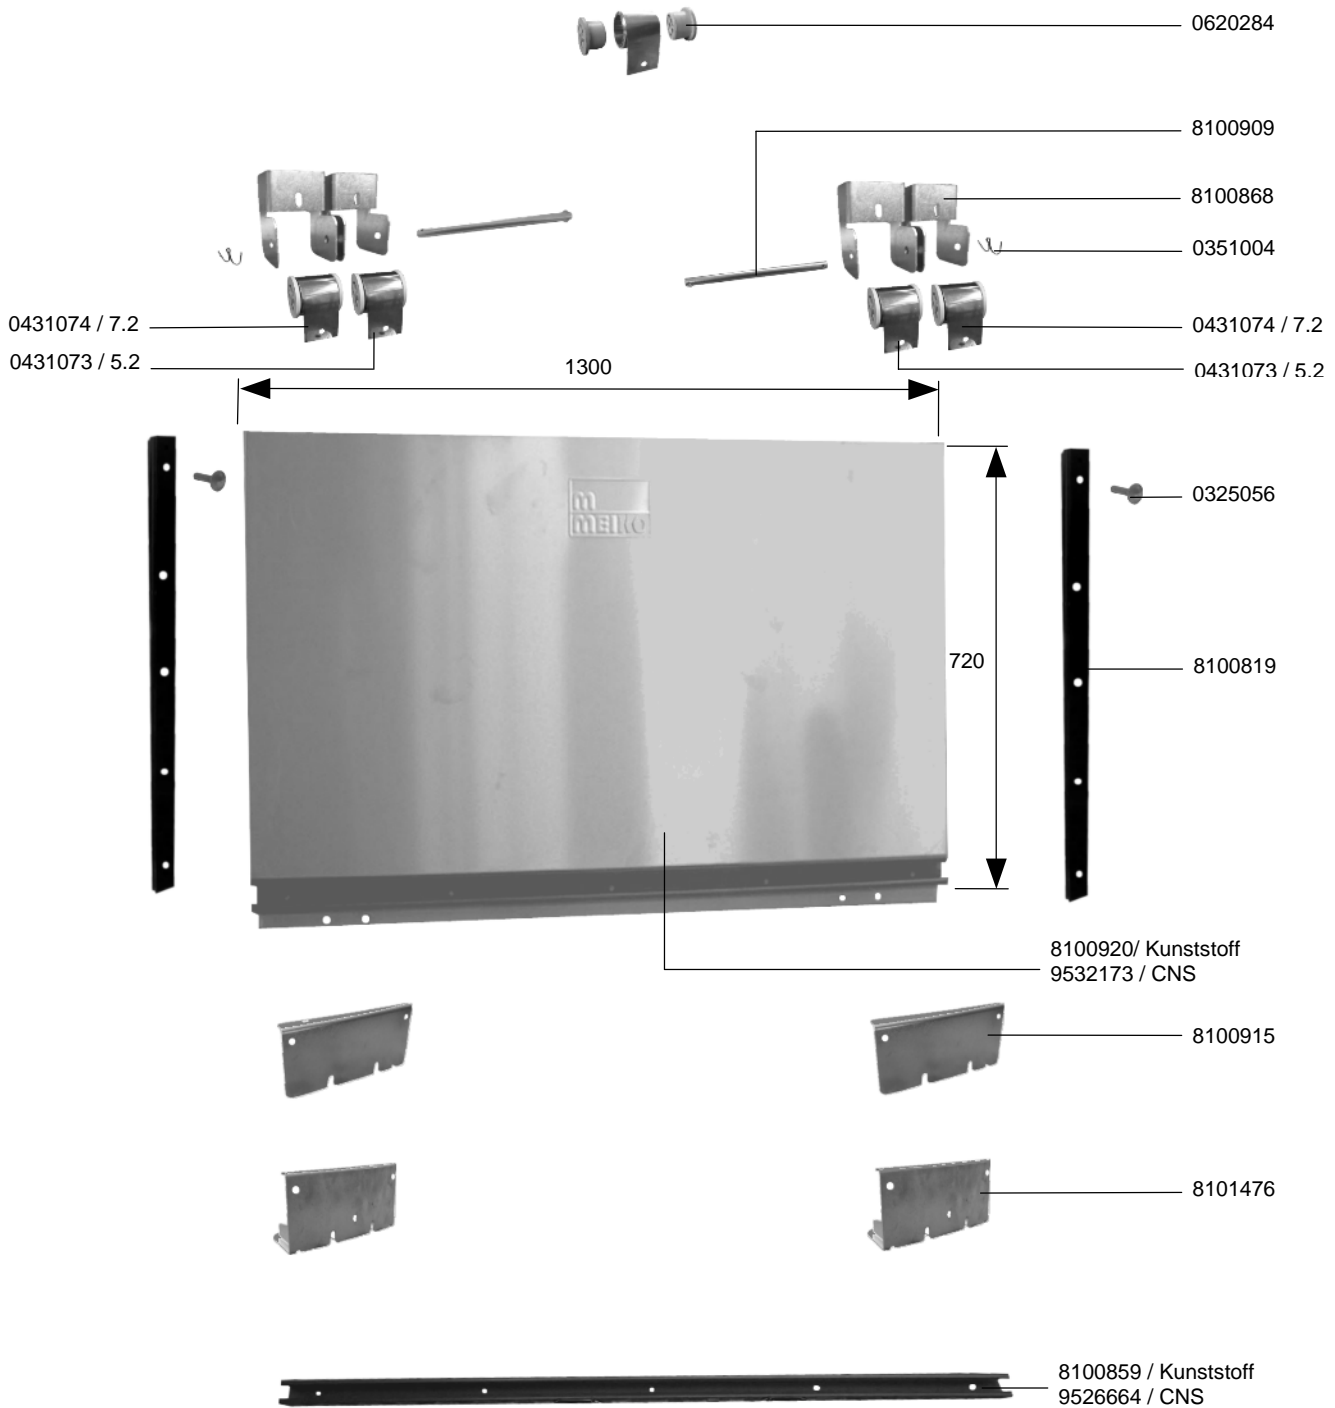 0620284
8100909
8100868
0351004
0431074 / 7.2
0431074 / 7.2
0431073 / 5.2
0431073 / 5.2
1300
m
MEIKO
0325056
720
8100819
8100920/ Kunststoff
9532173 / CNS
8100915
8101476
8100859 / Kunststoff
9526664 / CNS